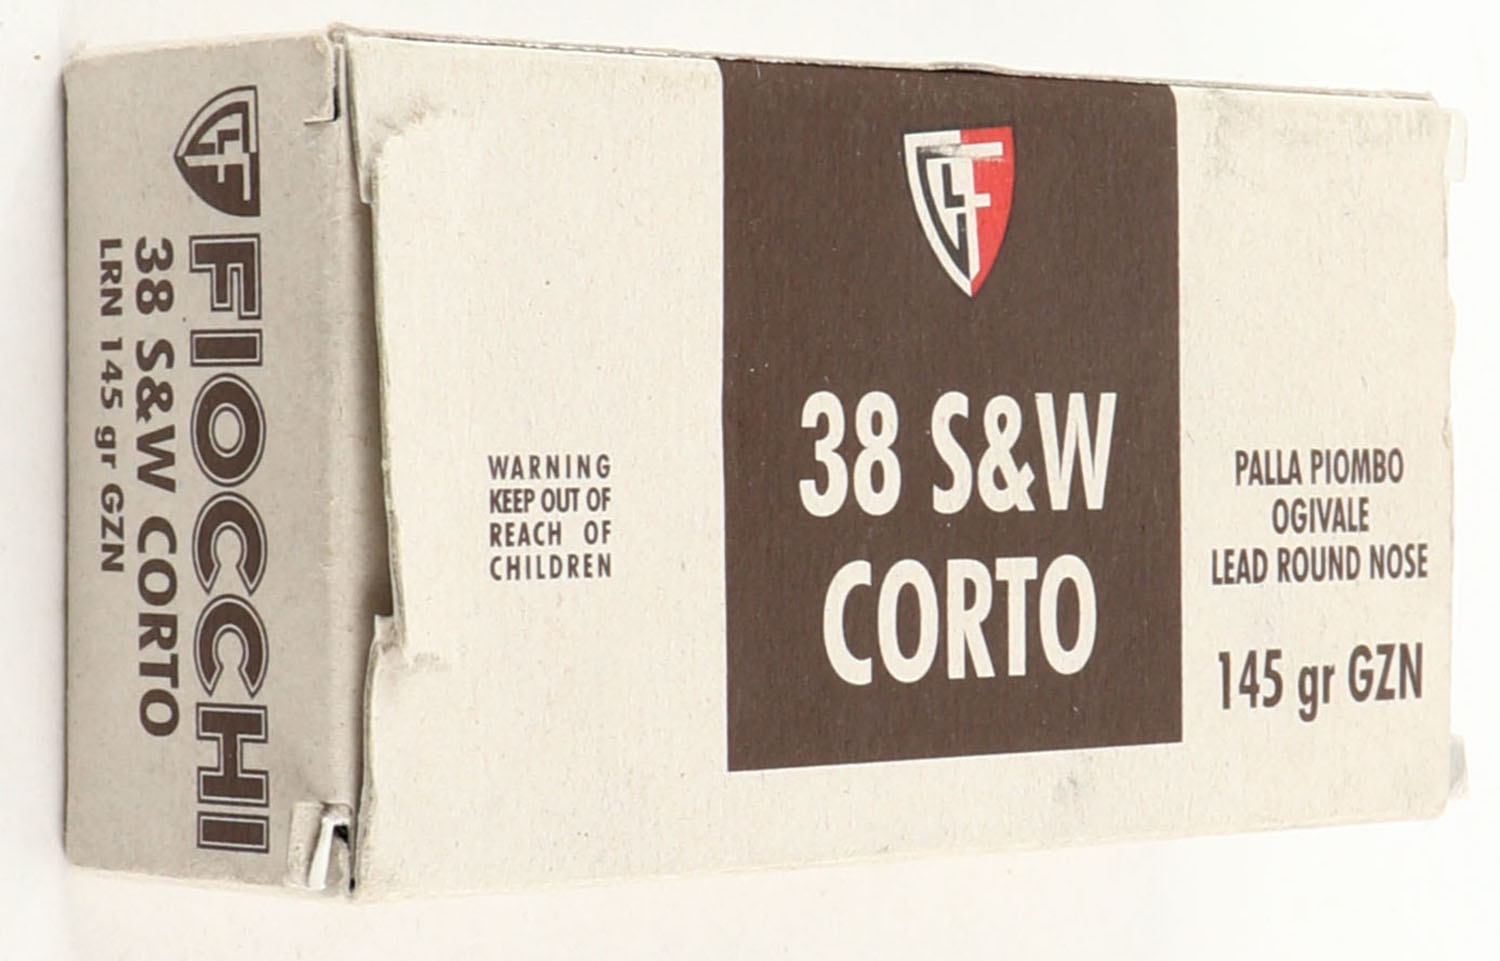 FIOCCHI
38 S&W CORTO
LRN 145 gr GZN
WARNING
KEEP OUT OF
REACH OF
CHILDREN
GFL
38 S&W
CORTO
PALLA PIOMBO
OGIVALE
LEAD ROUND NOSE
145 gr GZN